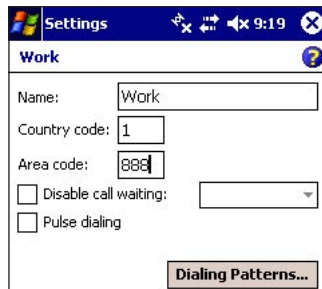 Settings 9:19
Work
Name: Work
Country code: 1
Area code: 888
Disable call waiting:
Pulse dialing
Dialing Patterns...